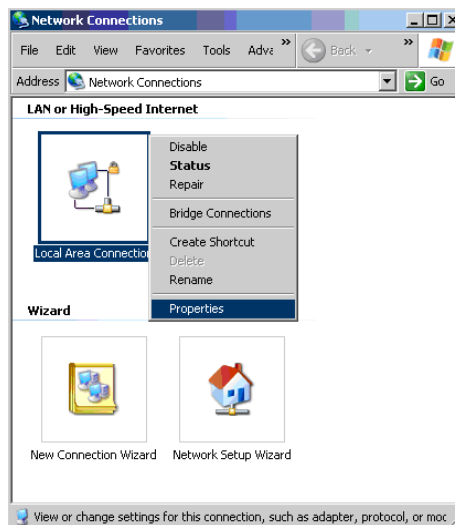 Network Connections
File Edit View Favorites Tools Adva » Back »
Address Network Connections Go
LAN or High-Speed Internet
Disable
Status
Repair
Bridge Connections
Create Shortcut
Delete
Rename
Properties
Local Area Connection
Wizard
New Connection Wizard Network Setup Wizard
View or change settings for this connection, such as adapter, protocol, or moc